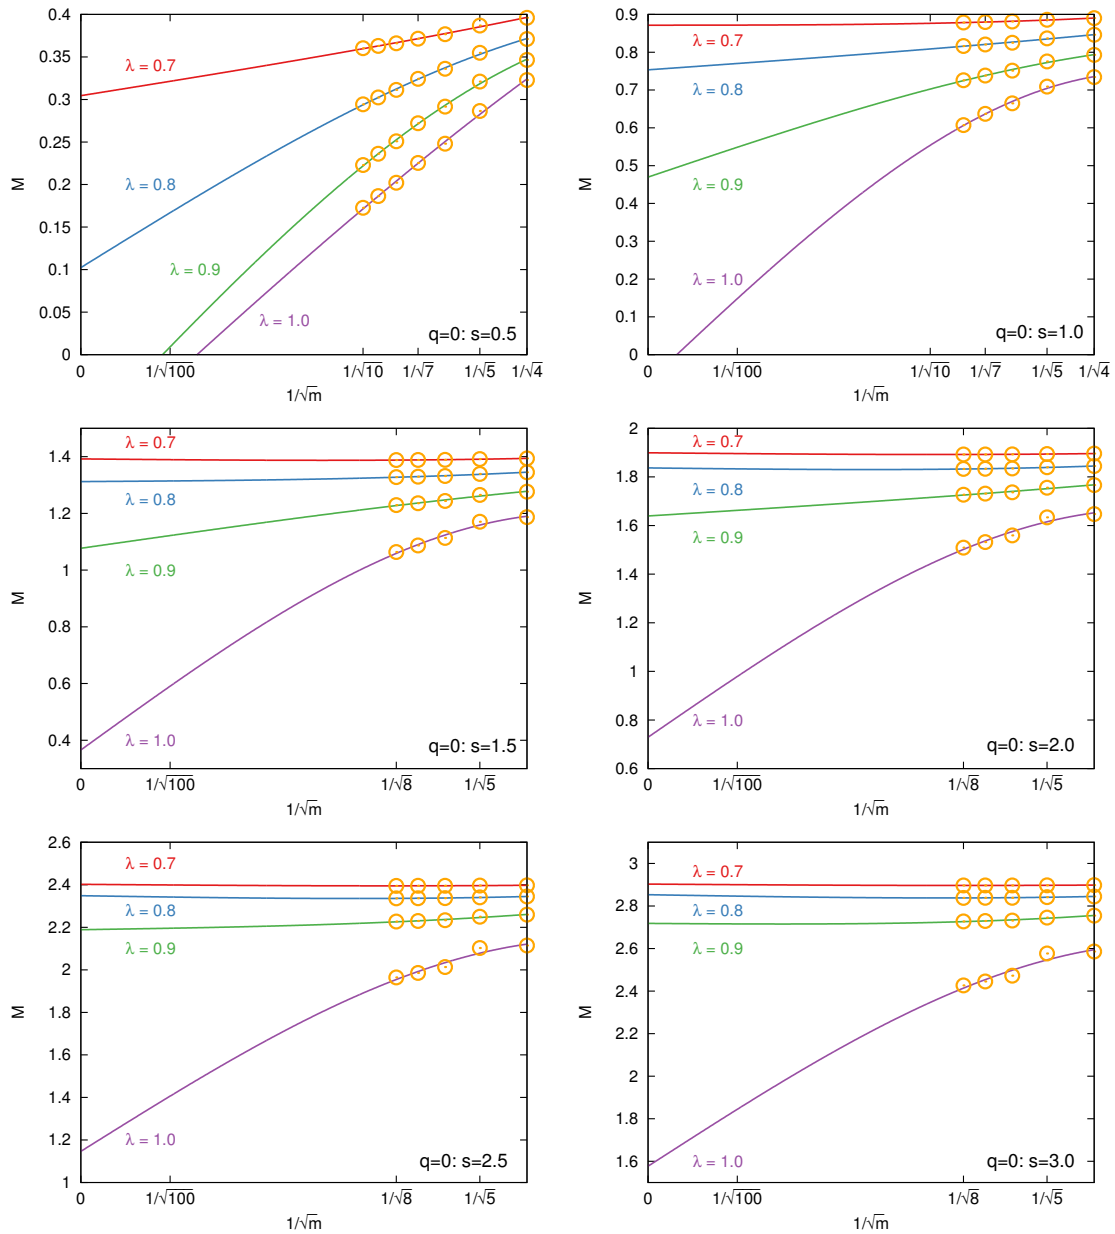 0.4
0.35
0.3
0.25
0.2
0.15
0.1
0.05
0
M
λ = 0.7
λ = 0.8
λ = 0.9
λ = 1.0
q=0: s=0.5
0 1/√100 1/√10 1/√7 1/√5 1/√4
1/√m
0.9
0.8
0.7
0.6
0.5
0.4
0.3
0.2
0.1
0
M
λ = 0.7
λ = 0.8
λ = 0.9
λ = 1.0
q=0: s=1.0
0 1/√100 1/√10 1/√7 1/√5 1/√4
1/√m
1.4
1.2
1
0.8
0.6
0.4
M
λ = 0.7
λ = 0.8
λ = 0.9
λ = 1.0
q=0: s=1.5
0 1/√100 1/√8 1/√5
1/√m
2
1.8
1.6
1.4
1.2
1
0.8
0.6
M
λ = 0.7
λ = 0.8
λ = 0.9
λ = 1.0
q=0: s=2.0
0 1/√100 1/√8 1/√5
1/√m
2.6
2.4
2.2
2
1.8
1.6
1.4
1.2
1
M
λ = 0.7
λ = 0.8
λ = 0.9
λ = 1.0
q=0: s=2.5
0 1/√100 1/√8 1/√5
1/√m
3
2.8
2.6
2.4
2.2
2
1.8
1.6
M
λ = 0.7
λ = 0.8
λ = 0.9
λ = 1.0
q=0: s=3.0
0 1/√100 1/√8 1/√5
1/√m